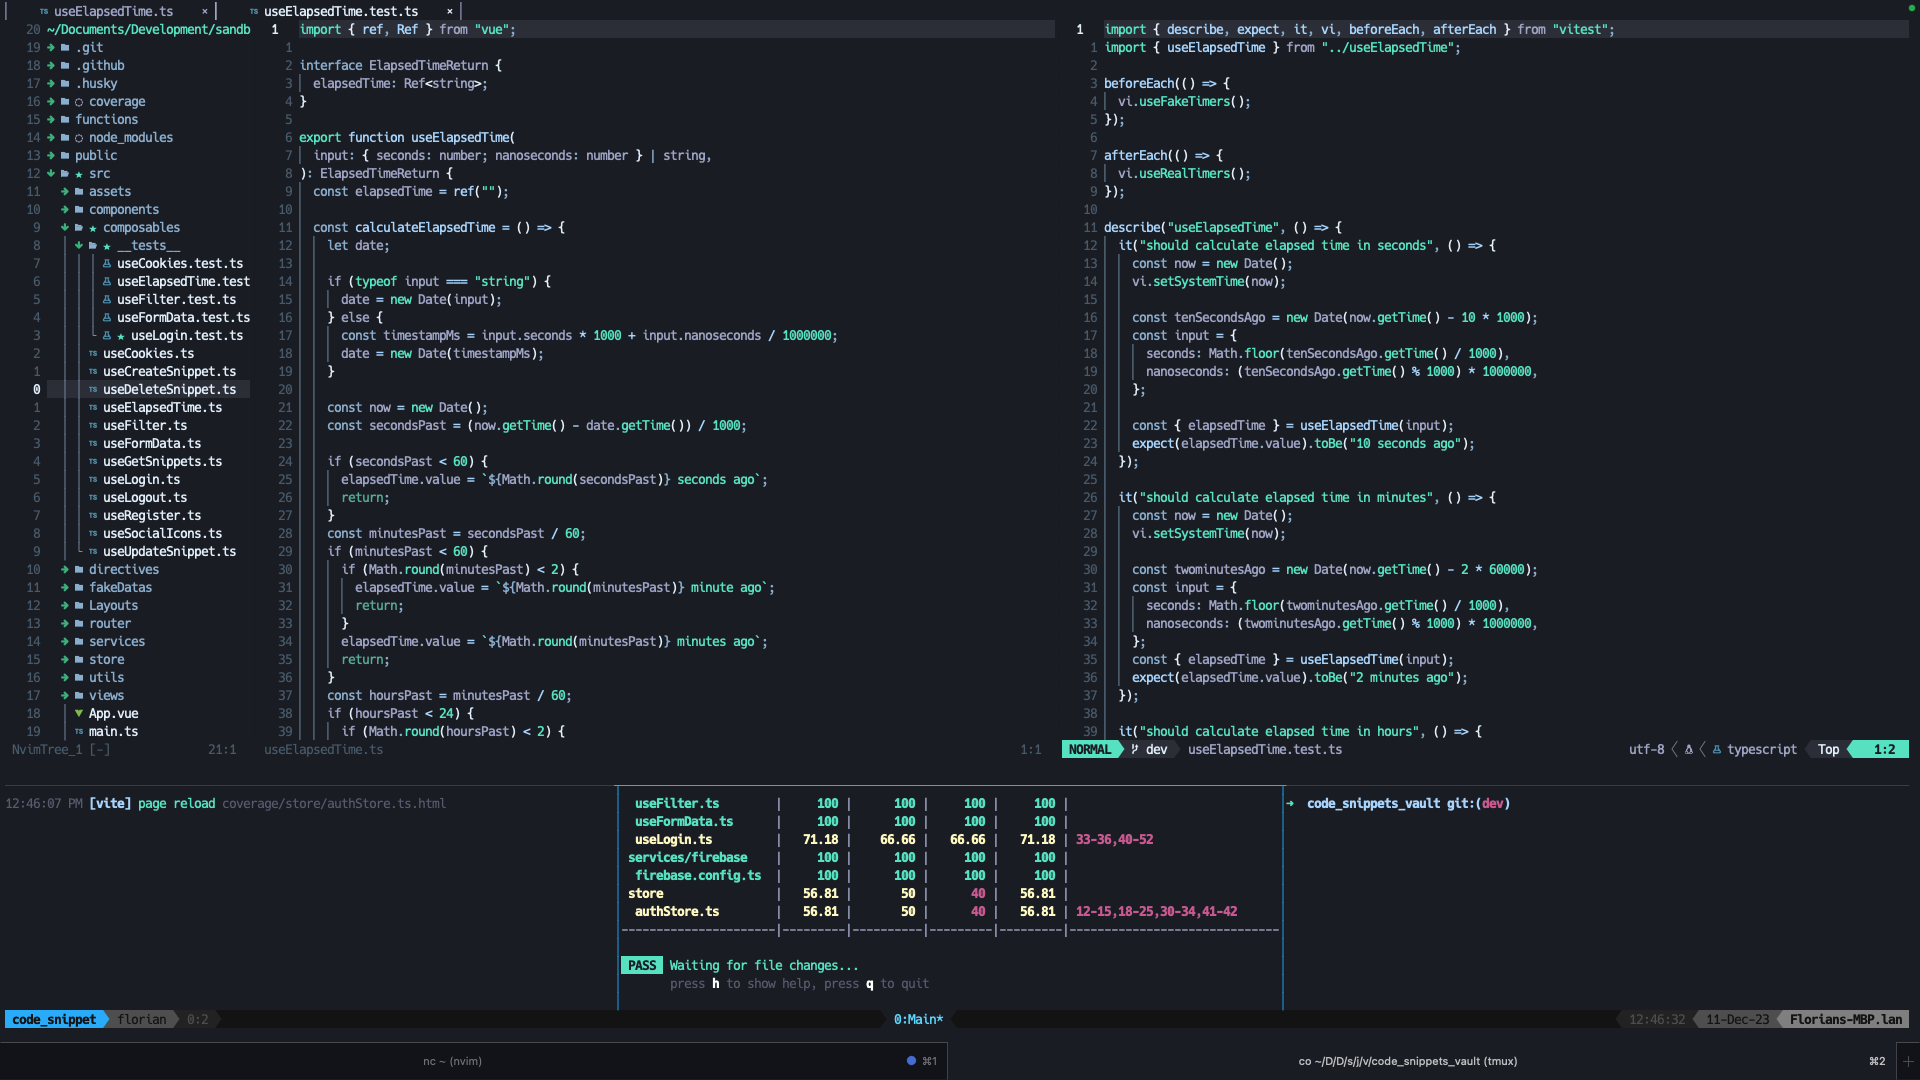 TS useElapsedTime.ts ×
TS useElapsedTime.test.ts ×
20 ~/Documents/Development/sandb
19 .git
18 .github
17 .husky
16 coverage
15 functions
14 node_modules
13 public
12 ★ src
11 assets
10 components
9 ★ composables
8 ★ __tests__
7 useCookies.test.ts
6 useElapsedTime.test
5 useFilter.test.ts
4 useFormData.test.ts
3 ★ useLogin.test.ts
2 TS useCookies.ts
1 TS useCreateSnippet.ts
0 TS useDeleteSnippet.ts
1 TS useElapsedTime.ts
2 TS useFilter.ts
3 TS useFormData.ts
4 TS useGetSnippets.ts
5 TS useLogin.ts
6 TS useLogout.ts
7 TS useRegister.ts
8 TS useSocialIcons.ts
9 TS useUpdateSnippet.ts
10 directives
11 fakeDatas
12 Layouts
13 router
14 services
15 store
16 utils
17 views
18 App.vue
19 TS main.ts
NvimTree_1 [-] 21:1
1 import { ref, Ref } from "vue";
1
2 interface ElapsedTimeReturn {
3 elapsedTime: Ref<string>;
4 }
5
6 export function useElapsedTime(
7 input: { seconds: number; nanoseconds: number } | string,
8 ): ElapsedTimeReturn {
9 const elapsedTime = ref("");
10
11 const calculateElapsedTime = () => {
12 let date;
13
14 if (typeof input === "string") {
15 date = new Date(input);
16 } else {
17 const timestampMs = input.seconds * 1000 + input.nanoseconds / 1000000;
18 date = new Date(timestampMs);
19 }
20
21 const now = new Date();
22 const secondsPast = (now.getTime() - date.getTime()) / 1000;
23
24 if (secondsPast < 60) {
25 elapsedTime.value = `${Math.round(secondsPast)} seconds ago`;
26 return;
27 }
28 const minutesPast = secondsPast / 60;
29 if (minutesPast < 60) {
30 if (Math.round(minutesPast) < 2) {
31 elapsedTime.value = `${Math.round(minutesPast)} minute ago`;
32 return;
33 }
34 elapsedTime.value = `${Math.round(minutesPast)} minutes ago`;
35 return;
36 }
37 const hoursPast = minutesPast / 60;
38 if (hoursPast < 24) {
39 if (Math.round(hoursPast) < 2) {
useElapsedTime.ts 1:1
1 import { describe, expect, it, vi, beforeEach, afterEach } from "vitest";
1 import { useElapsedTime } from "../useElapsedTime";
2
3 beforeEach(() => {
4 vi.useFakeTimers();
5 });
6
7 afterEach(() => {
8 vi.useRealTimers();
9 });
10
11 describe("useElapsedTime", () => {
12 it("should calculate elapsed time in seconds", () => {
13 const now = new Date();
14 vi.setSystemTime(now);
15
16 const tenSecondsAgo = new Date(now.getTime() - 10 * 1000);
17 const input = {
18 seconds: Math.floor(tenSecondsAgo.getTime() / 1000),
19 nanoseconds: (tenSecondsAgo.getTime() % 1000) * 1000000,
20 };
21
22 const { elapsedTime } = useElapsedTime(input);
23 expect(elapsedTime.value).toBe("10 seconds ago");
24 });
25
26 it("should calculate elapsed time in minutes", () => {
27 const now = new Date();
28 vi.setSystemTime(now);
29
30 const twominutesAgo = new Date(now.getTime() - 2 * 60000);
31 const input = {
32 seconds: Math.floor(twominutesAgo.getTime() / 1000),
33 nanoseconds: (twominutesAgo.getTime() % 1000) * 1000000,
34 };
35 const { elapsedTime } = useElapsedTime(input);
36 expect(elapsedTime.value).toBe("2 minutes ago");
37 });
38
39 it("should calculate elapsed time in hours", () => {
NORMAL dev useElapsedTime.test.ts utf-8 typescript Top 1:2
12:46:07 PM [vite] page reload coverage/store/authStore.ts.html
useFilter.ts | 100 | 100 | 100 | 100 |
useFormData.ts | 100 | 100 | 100 | 100 |
useLogin.ts | 71.18 | 66.66 | 66.66 | 71.18 | 33-36,40-52
services/firebase | 100 | 100 | 100 | 100 |
firebase.config.ts | 100 | 100 | 100 | 100 |
store | 56.81 | 50 | 40 | 56.81 |
authStore.ts | 56.81 | 50 | 40 | 56.81 | 12-15,18-25,30-34,41-42
----------------------|---------|----------|---------|---------|------------------------------
PASS Waiting for file changes...
press h to show help, press q to quit
➜ code_snippets_vault git:(dev)
code_snippet florian 0:2 0:Main* 12:46:32 11-Dec-23 Florians-MBP.lan
nc ~ (nvim) ⌘1
co ~/D/D/s/j/v/code_snippets_vault (tmux) ⌘2 +